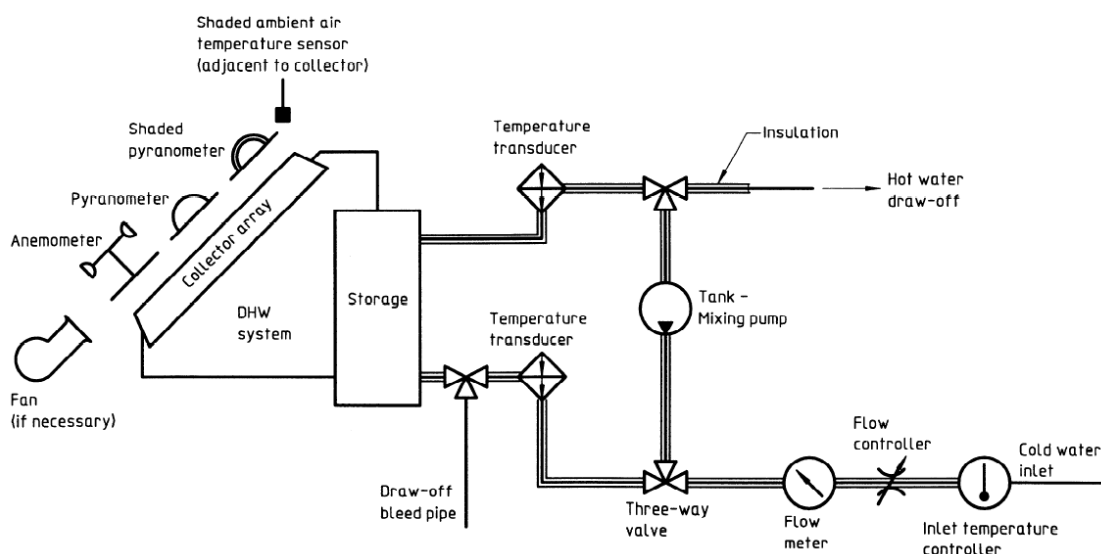 Shaded ambient air
temperature sensor
(adjacent to collector)
Shaded
pyranometer
Pyranometer
Anemometer
Collector array
Fan
(if necessary)
DHW
system
Storage
Temperature
transducer
Insulation
Hot water
draw-off
Tank -
Mixing pump
Temperature
transducer
Draw-off
bleed pipe
Three-way
valve
Flow
meter
Flow
controller
Cold water
inlet
Inlet temperature
controller